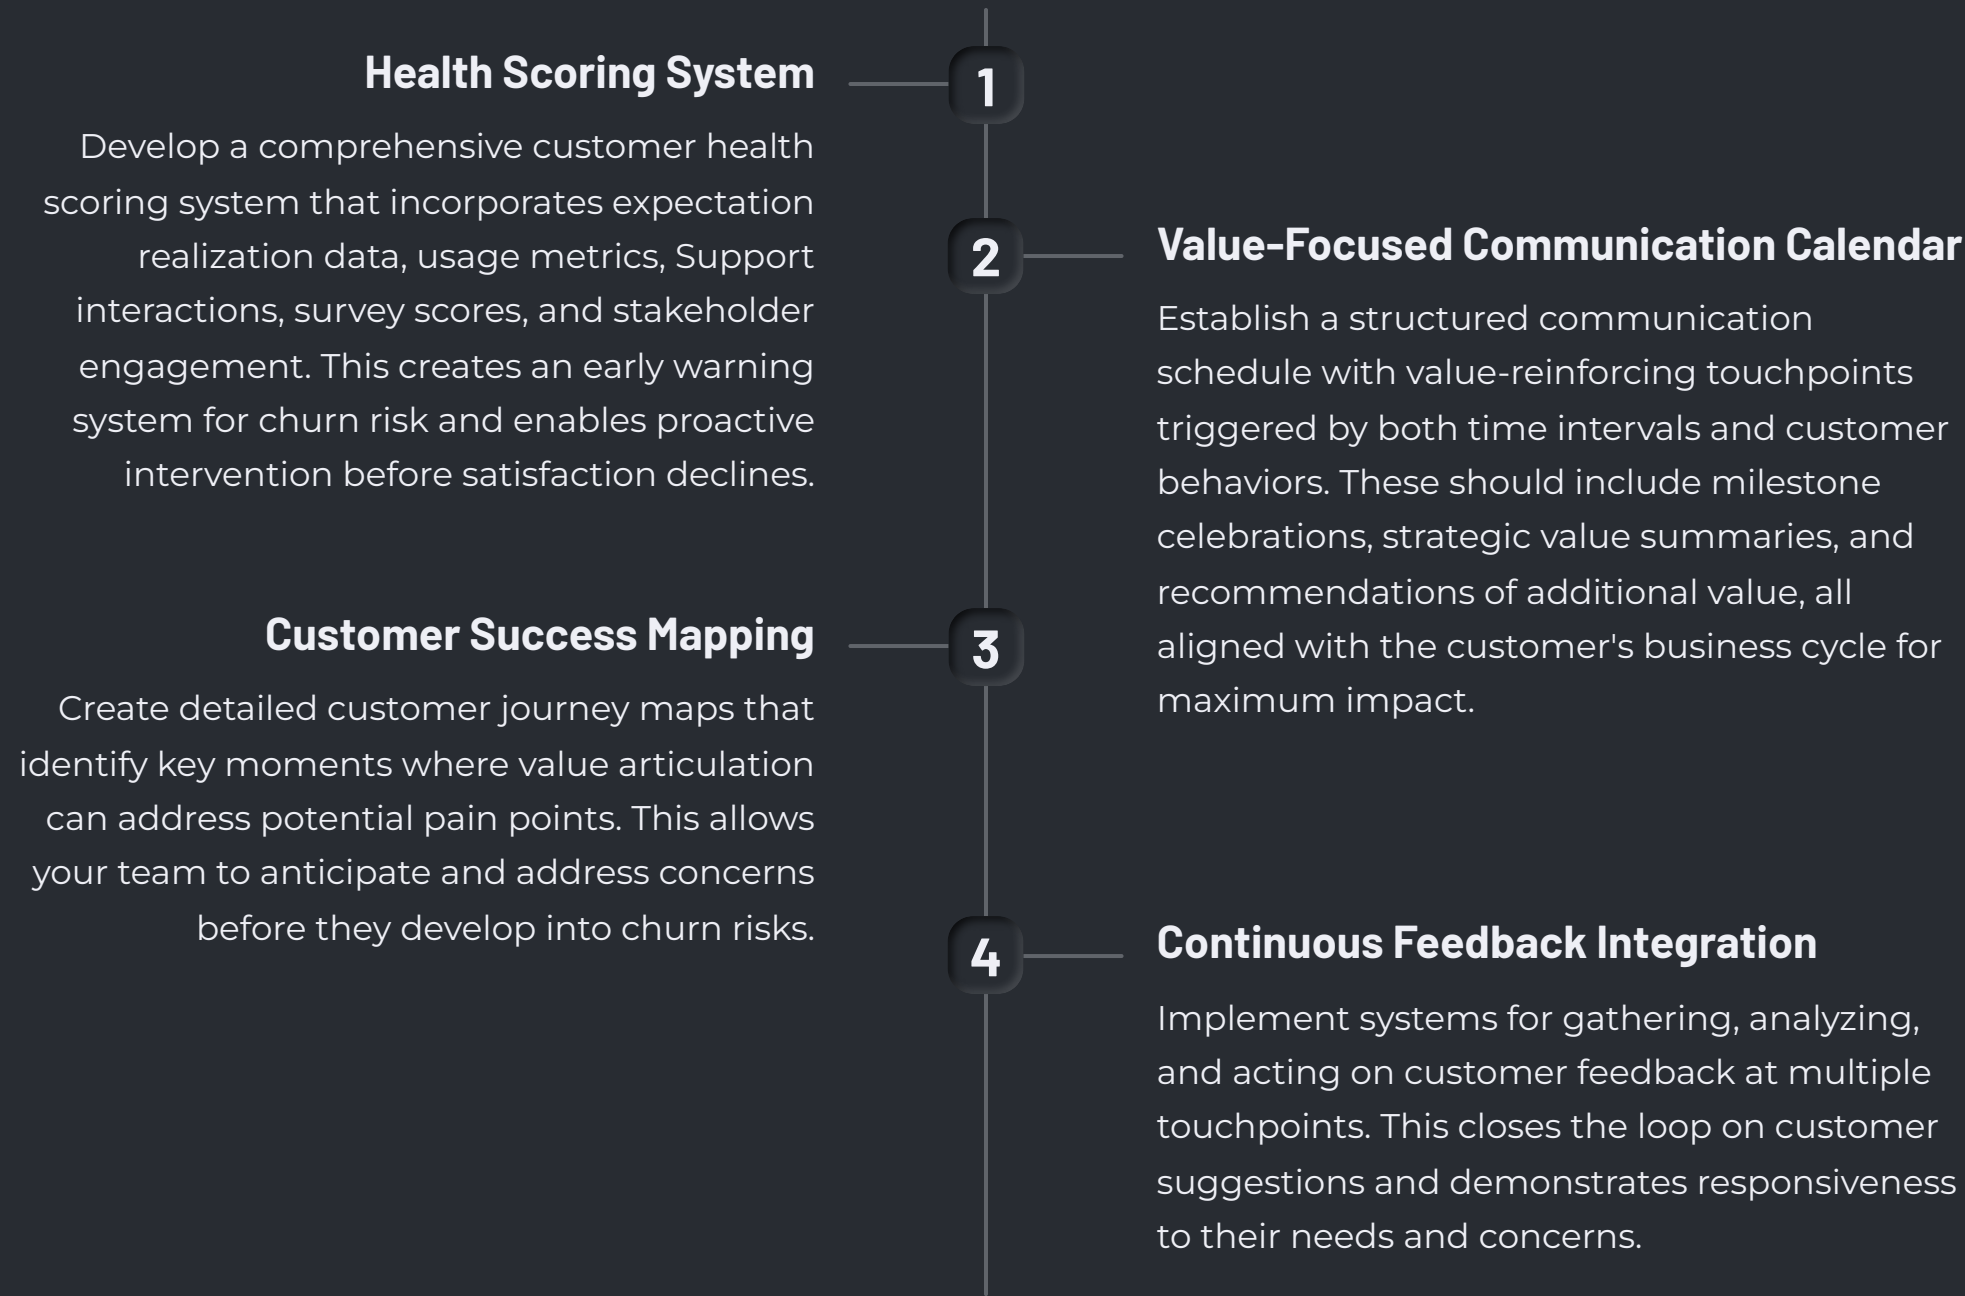 1
Health Scoring System
Develop a comprehensive customer health
scoring system that incorporates expectation
realization data, usage metrics, Support
interactions, survey scores, and stakeholder
engagement. This creates an early warning
system for churn risk and enables proactive
intervention before satisfaction declines.
2
Value-Focused Communication Calendar
Establish a structured communication
schedule with value-reinforcing touchpoints
triggered by both time intervals and customer
behaviors. These should include milestone
celebrations, strategic value summaries, and
recommendations of additional value, all
aligned with the customer's business cycle for
maximum impact.
3
Customer Success Mapping
Create detailed customer journey maps that
identify key moments where value articulation
can address potential pain points. This allows
your team to anticipate and address concerns
before they develop into churn risks.
4
Continuous Feedback Integration
Implement systems for gathering, analyzing,
and acting on customer feedback at multiple
touchpoints. This closes the loop on customer
suggestions and demonstrates responsiveness
to their needs and concerns.